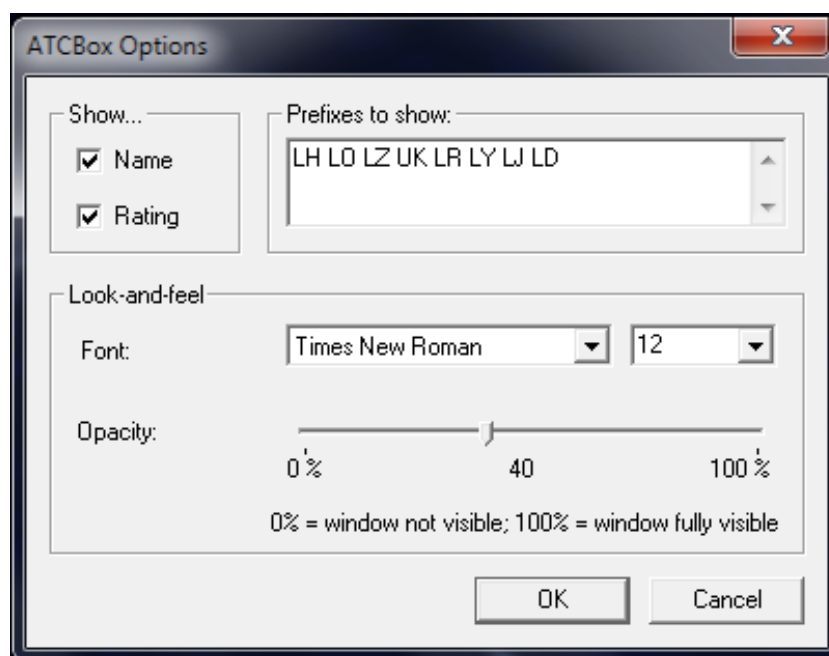 ATCBox Options
Show...
Name
Rating
Prefixes to show:
LH LO LZ UK LR LY LJ LD
Look-and-feel
Font:
Times New Roman
12
Opacity:
0 %
40
100 %
0% = window not visible; 100% = window fully visible
OK
Cancel